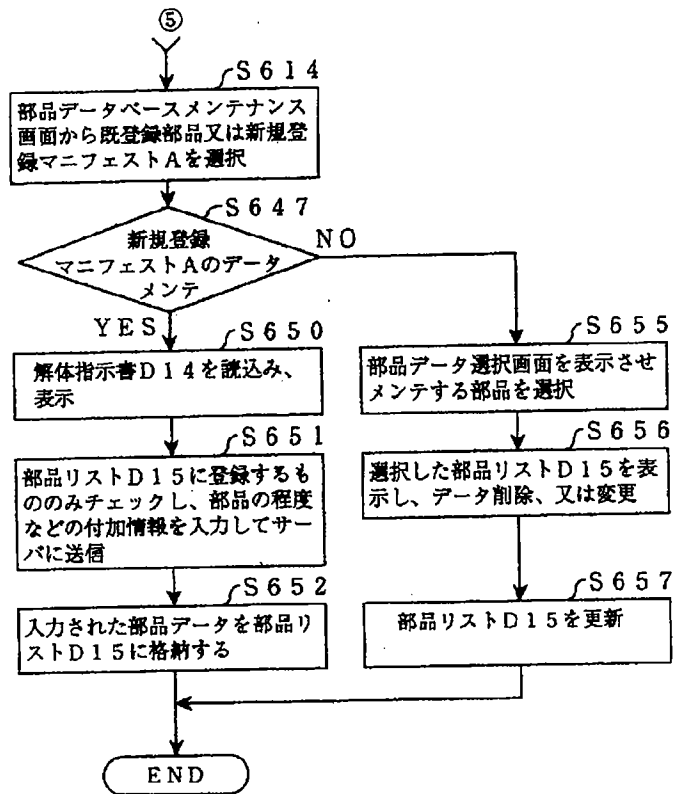 ⑤
S614
部品データベースメンテナンス
画面から既登録部品又は新規登
録マニフェストAを選択
S647
新規登録
マニフェストAのデータ
メンテ
NO
YES
S650
解体指示書D14を読込み、
表示
S651
部品リストD15に登録するも
ののみチェックし、部品の程度
などの付加情報を入力してサー
バに送信
S652
入力された部品データを部品リ
ストD15に格納する
S655
部品データ選択画面を表示させ
メンテする部品を選択
S656
選択した部品リストD15を表
示し、データ削除、又は変更
S657
部品リストD15を更新
END